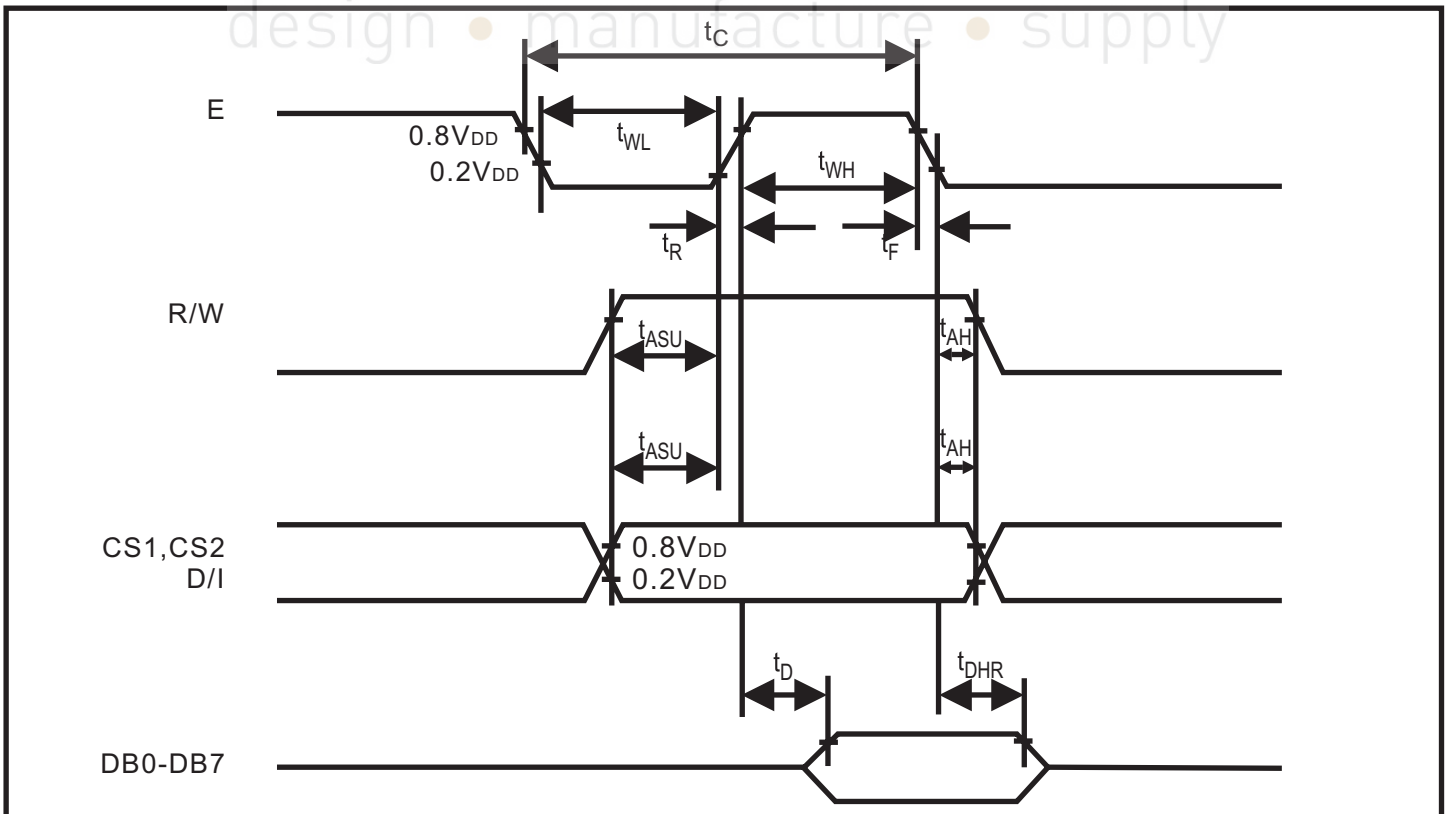 design • manufacture • supply
tC
E
0.8VDD
tWL
0.2VDD
tWH
tR
tF
R/W
tASU
tAH
tASU
tAH
CS1,CS2
0.8VDD
D/I
0.2VDD
tD
tDHR
DB0-DB7